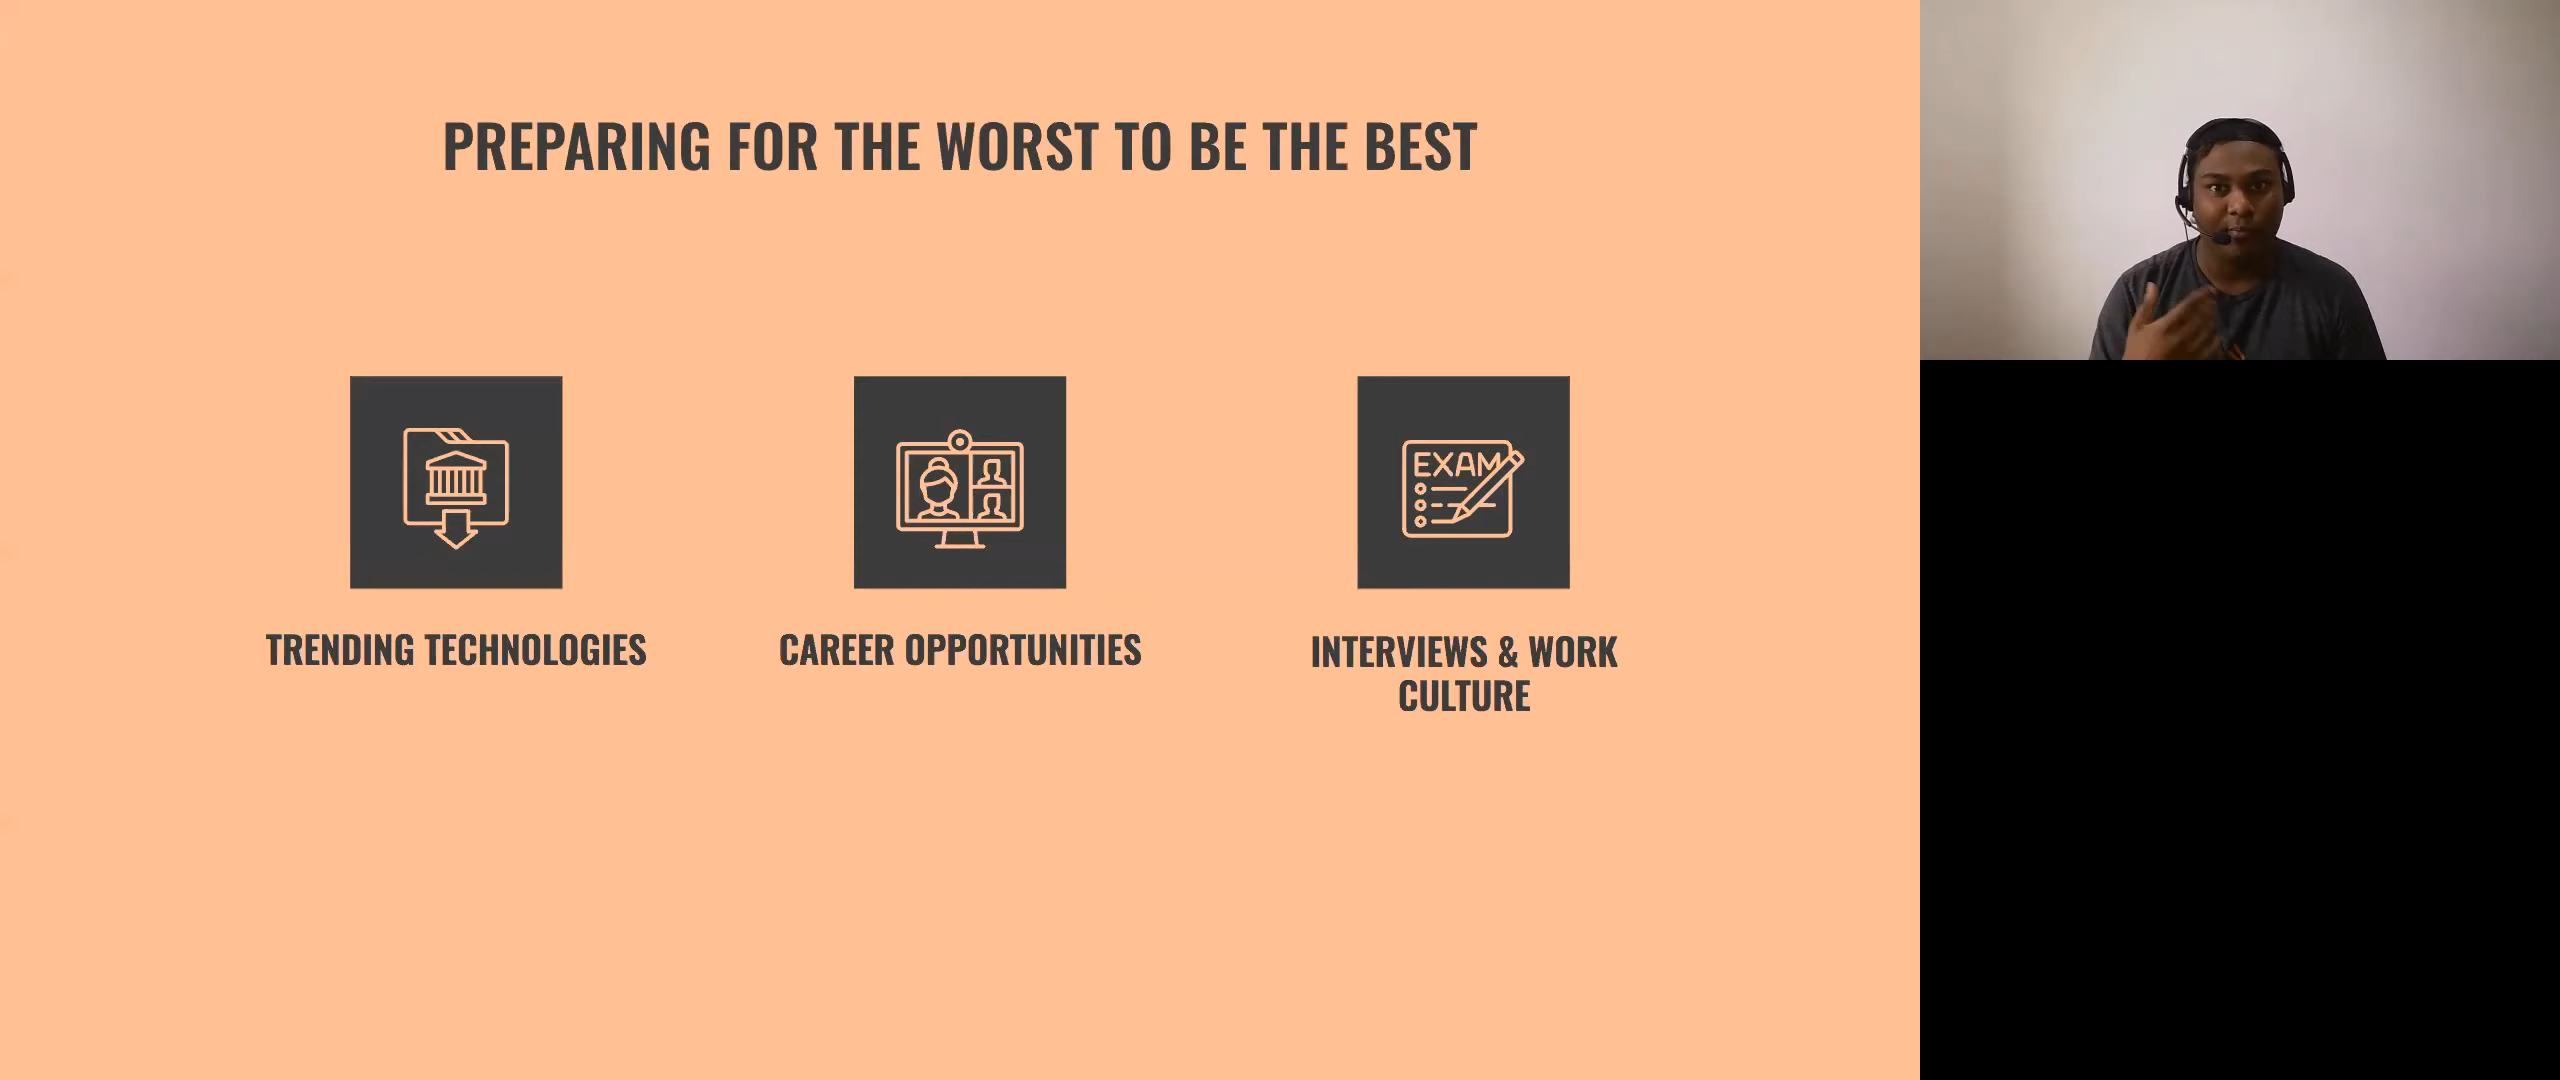 PREPARING FOR THE WORST TO BE THE BEST
EXAM
TRENDING TECHNOLOGIES
CAREER OPPORTUNITIES
INTERVIEWS & WORK
CULTURE